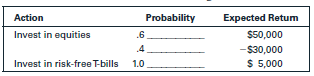 Action Probability Expected Return
Invest in equities .6 $50,000
.4 −$30,000
Invest in risk-free T-bills 1.0 $ 5,000